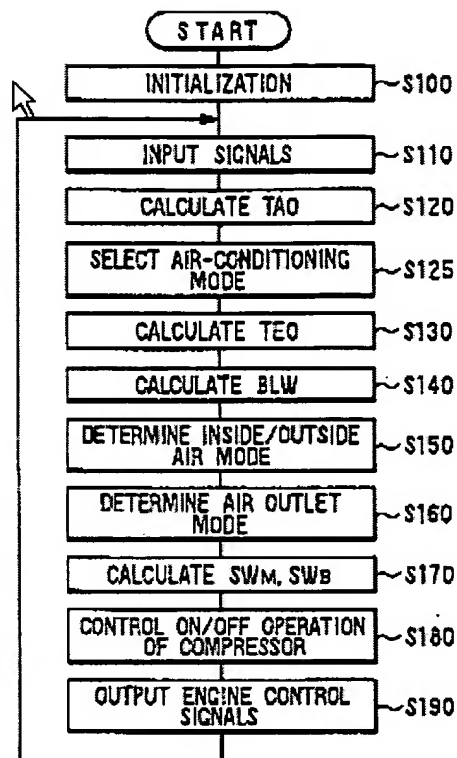 START
INITIALIZATION
S100
INPUT SIGNALS
S110
CALCULATE TAO
S120
SELECT AIR-CONDITIONING
MODE
S125
CALCULATE TEO
S130
CALCULATE BLW
S140
DETERMINE INSIDE/OUTSIDE
AIR MODE
S150
DETERMINE AIR OUTLET
MODE
S160
CALCULATE SWM, SWB
S170
CONTROL ON/OFF OPERATION
OF COMPRESSOR
S180
OUTPUT ENGINE CONTROL
SIGNALS
S190